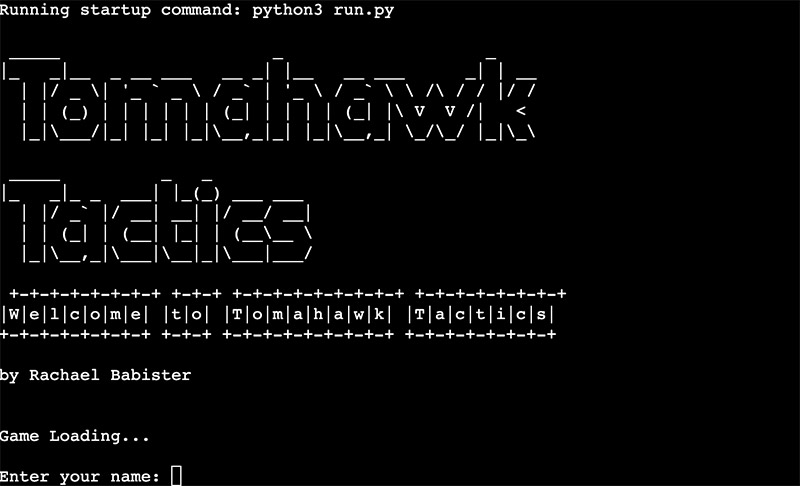 Running startup command: python3 run.py
Tomahawk
Tactics
|W|e|l|c|o|m|e| |t|o| |T|o|m|a|h|a|w|k| |T|a|c|t|i|c|s|
by Rachael Babister
Game Loading...
Enter your name: